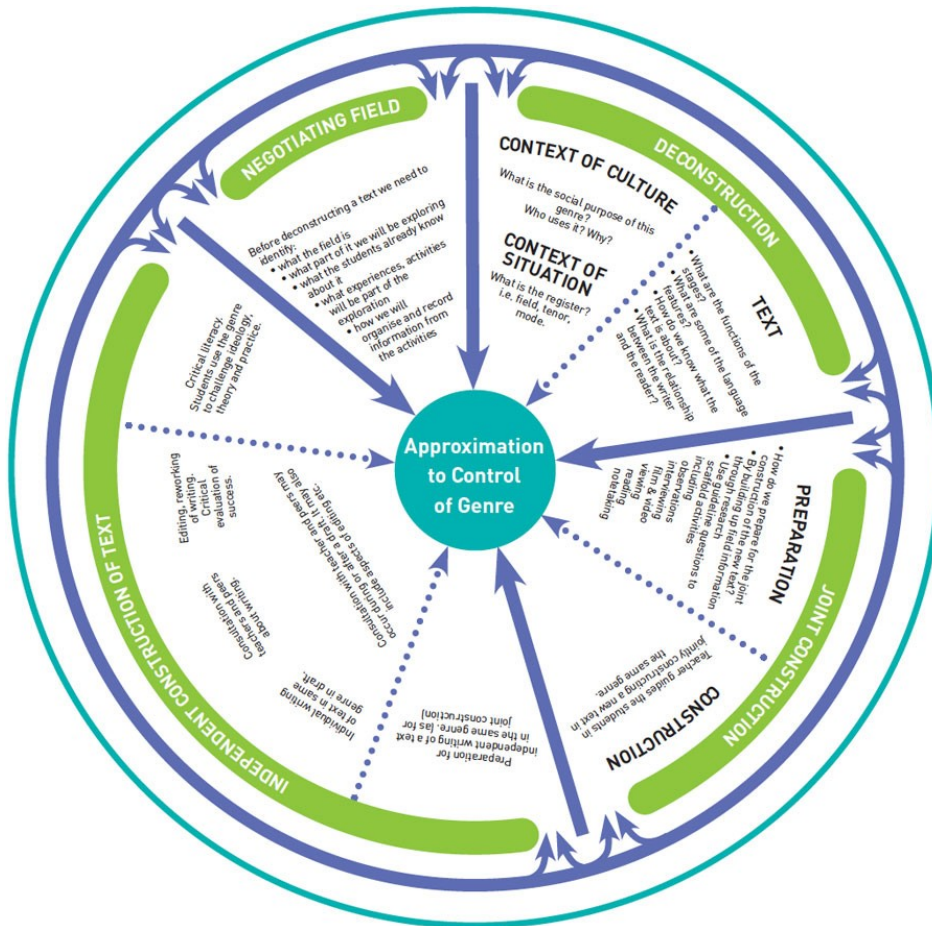 NEGOTIATING FIELD
Before deconstructing a text we need to
identify:
• what the field is
• what part of it we will be exploring
• what the students already know
about it
• what experiences, activities
will be part of the
exploration
• how we will
organise and record
information from
the activities
DECONSTRUCTION
CONTEXT OF CULTURE
What is the social purpose of this
genre?
Who uses it? Why?
CONTEXT OF
SITUATION
What is the register?
i.e. field, tenor,
mode.
TEXT
• What are the functions of the
stages?
• What are some of the language
features?
• How do we know what the
text is about?
• What is the relationship
between the writer
and the reader?
JOINT CONSTRUCTION
PREPARATION
• How do we prepare for the joint
construction of the new text?
• By building up field information
through research
• Use guideline questions to
scaffold activities
including
observations
interviewing
film & video
viewing
reading
notetaking
CONSTRUCTION
Teacher guides the students in
jointly constructing a new text in
the same genre.
INDEPENDENT CONSTRUCTION OF TEXT
Preparation for
independent writing of a text
in the same genre. (as for
joint construction)
Individual writing
of text in same
genre in draft.
Consultation with
teachers and peers
about writing.
Consultation with teacher and peers may
occur during or after a draft. It may also
include aspects of editing etc.
Editing, reworking
of writing.
Critical
evaluation of
success.
Critical literacy.
Students use the genre
to challenge ideology,
theory and practice.
Approximation
to Control
of Genre